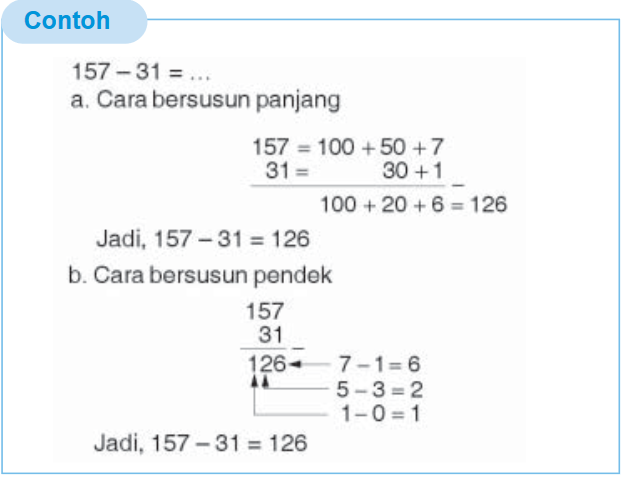 Contoh
157 – 31 = ...
a. Cara bersusun panjang
157 = 100 + 50 + 7
31 = 30 + 1
–
100 + 20 + 6 = 126
Jadi, 157 – 31 = 126
b. Cara bersusun pendek
157
31
–
126 7 – 1 = 6
5 – 3 = 2
1 – 0 = 1
Jadi, 157 – 31 = 126